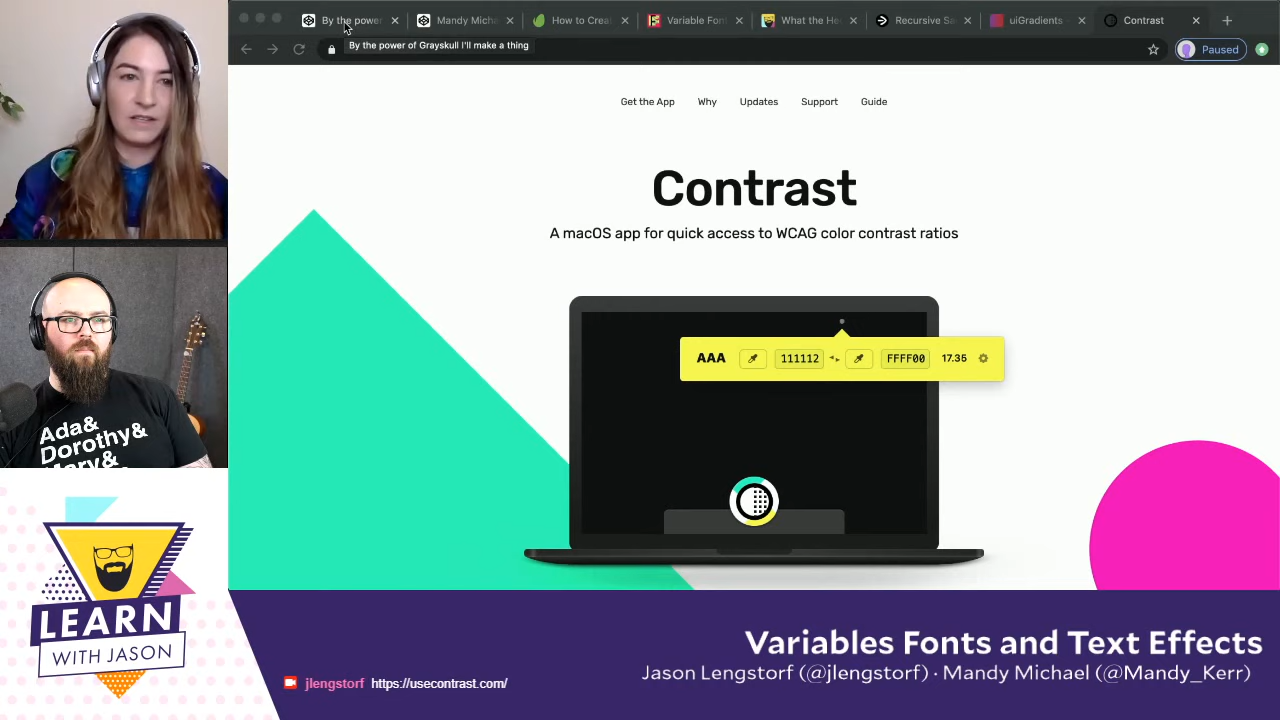 By the power
Mandy Micha
How to Crea
Variable Fon
What the He
Recursive Sa
uiGradients -
Contrast
By the power of Grayskull I'll make a thing
Paused
Get the App
Why
Updates
Support
Guide
Contrast
A macOS app for quick access to WCAG color contrast ratios
AAA
111112
FFFF00
17.35
Ada&
Dorothy&
Mary&
LEARN
WITH JASON
Variables Fonts and Text Effects
Jason Lengstorf (@jlengstorf) · Mandy Michael (@Mandy_Kerr)
jlengstorf https://usecontrast.com/